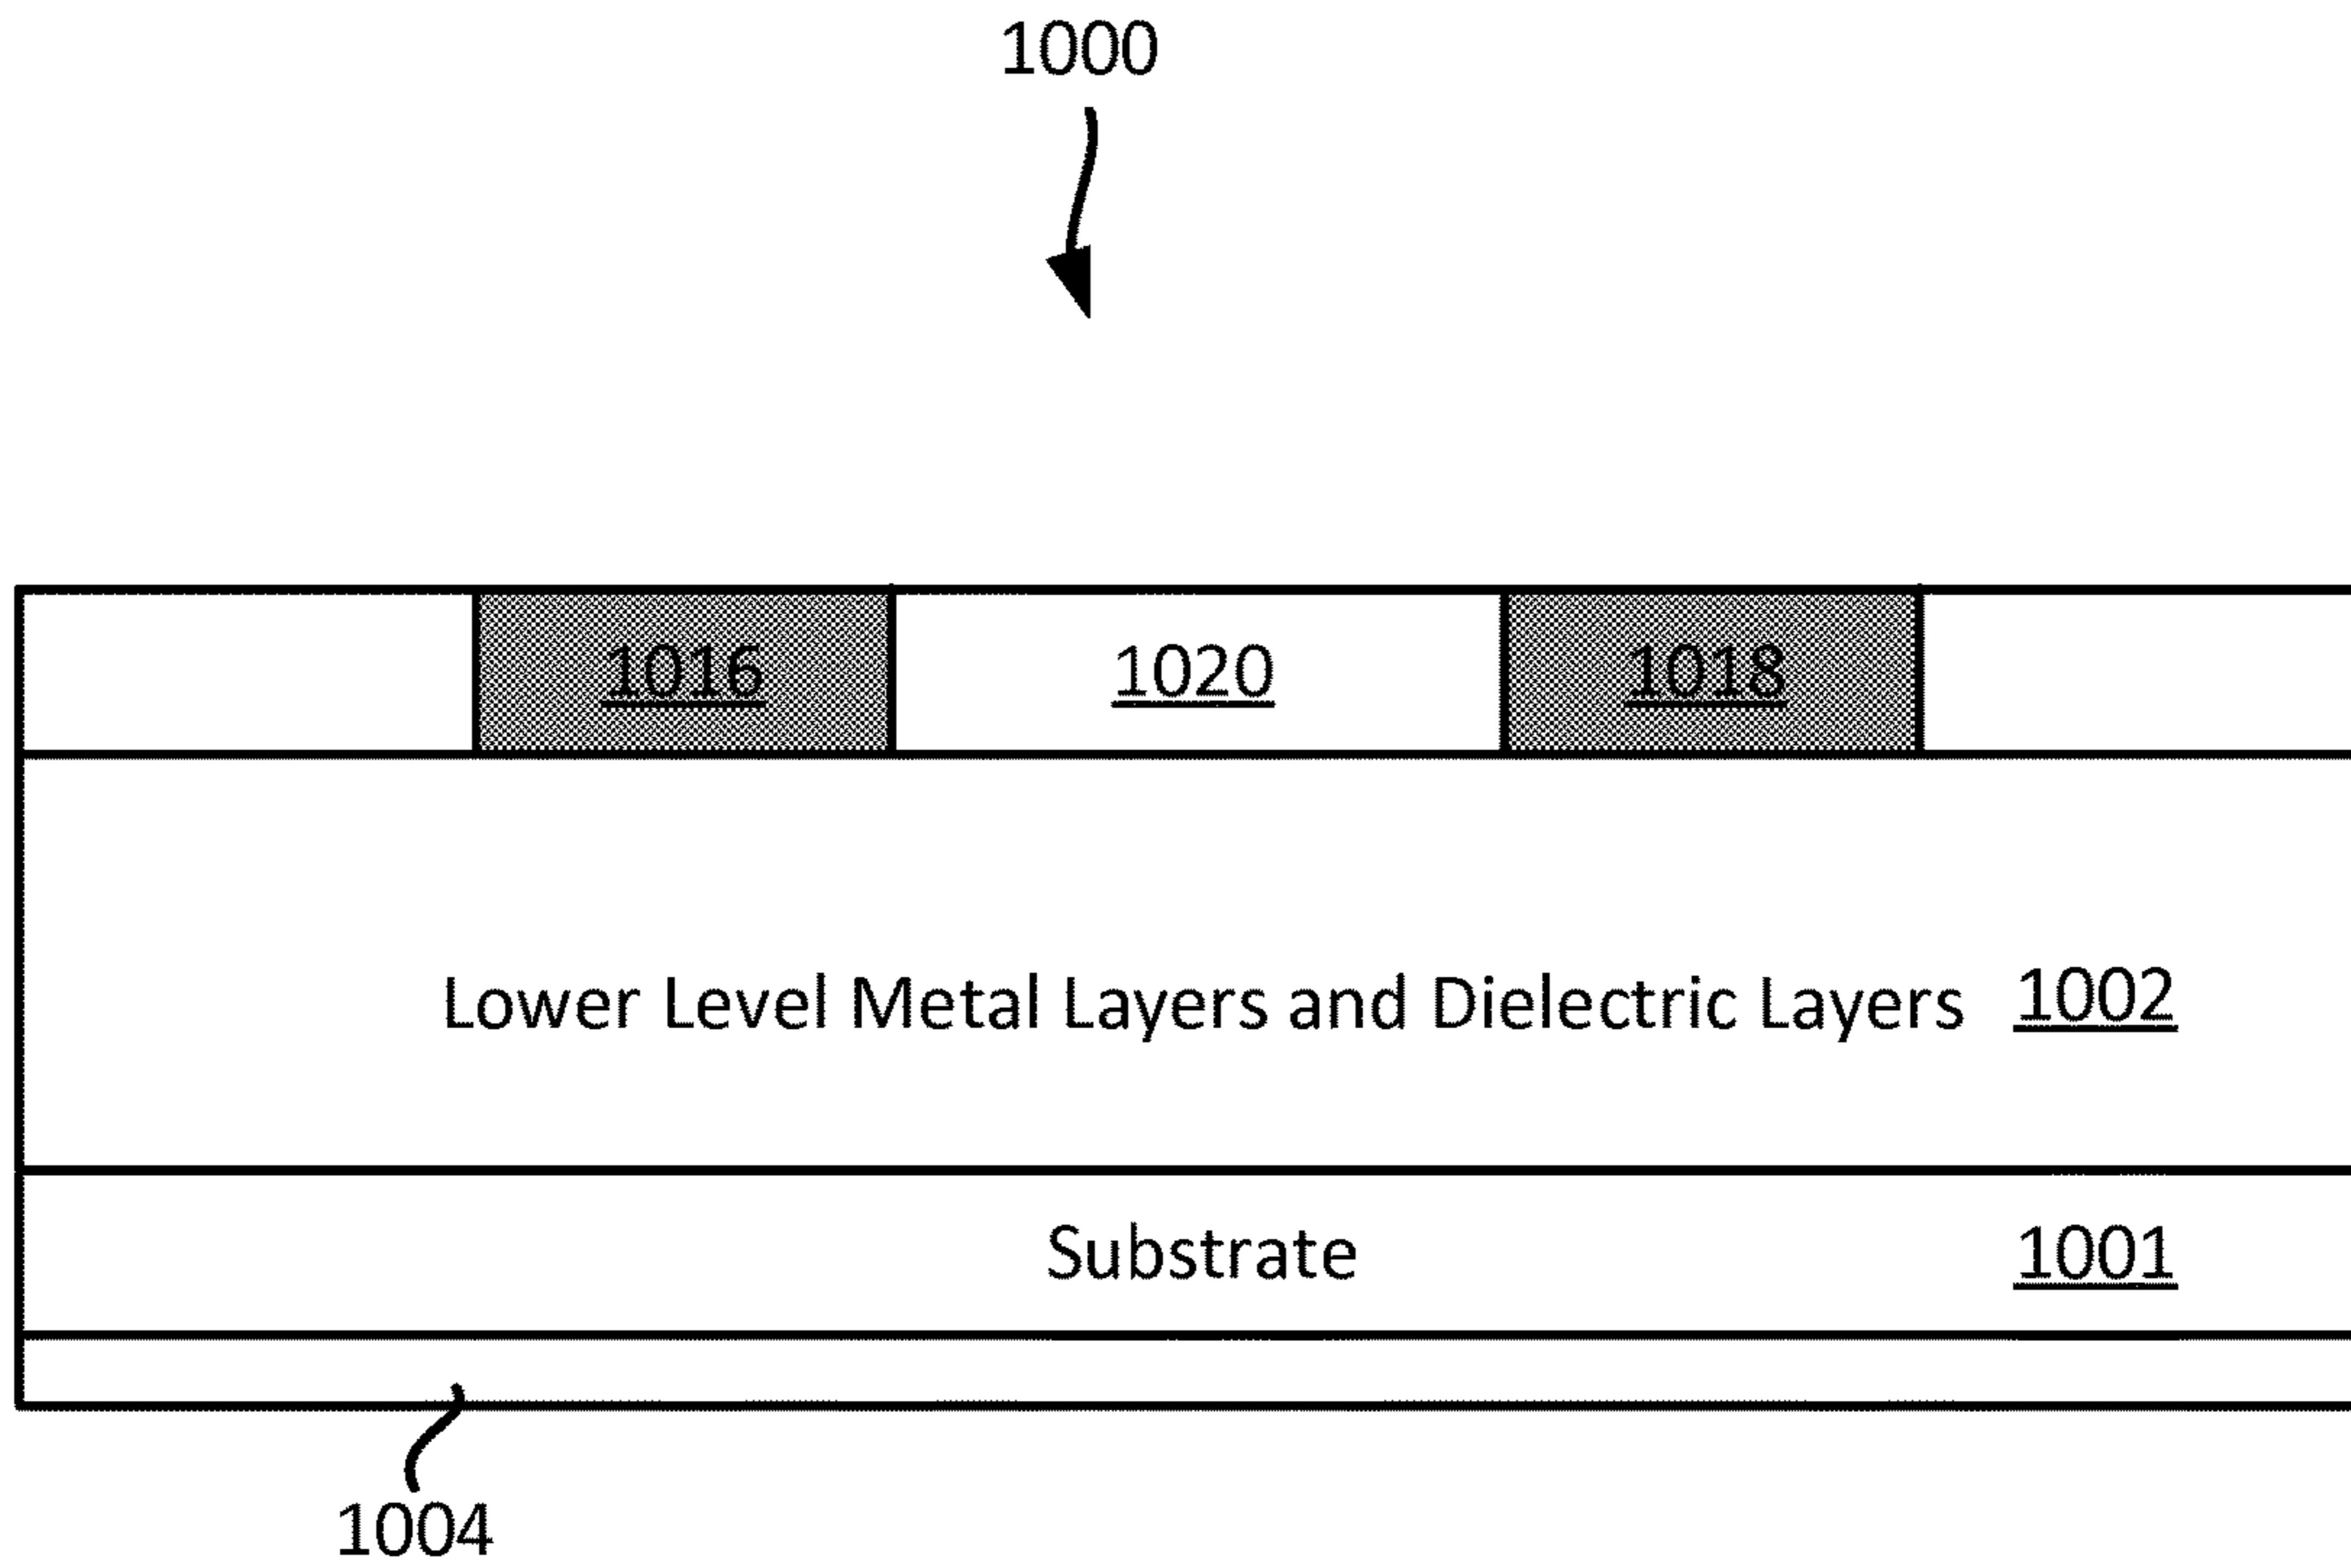 1000
1016 1020 1018
Lower Level Metal Layers and Dielectric Layers 1002
Substrate 1001
1004